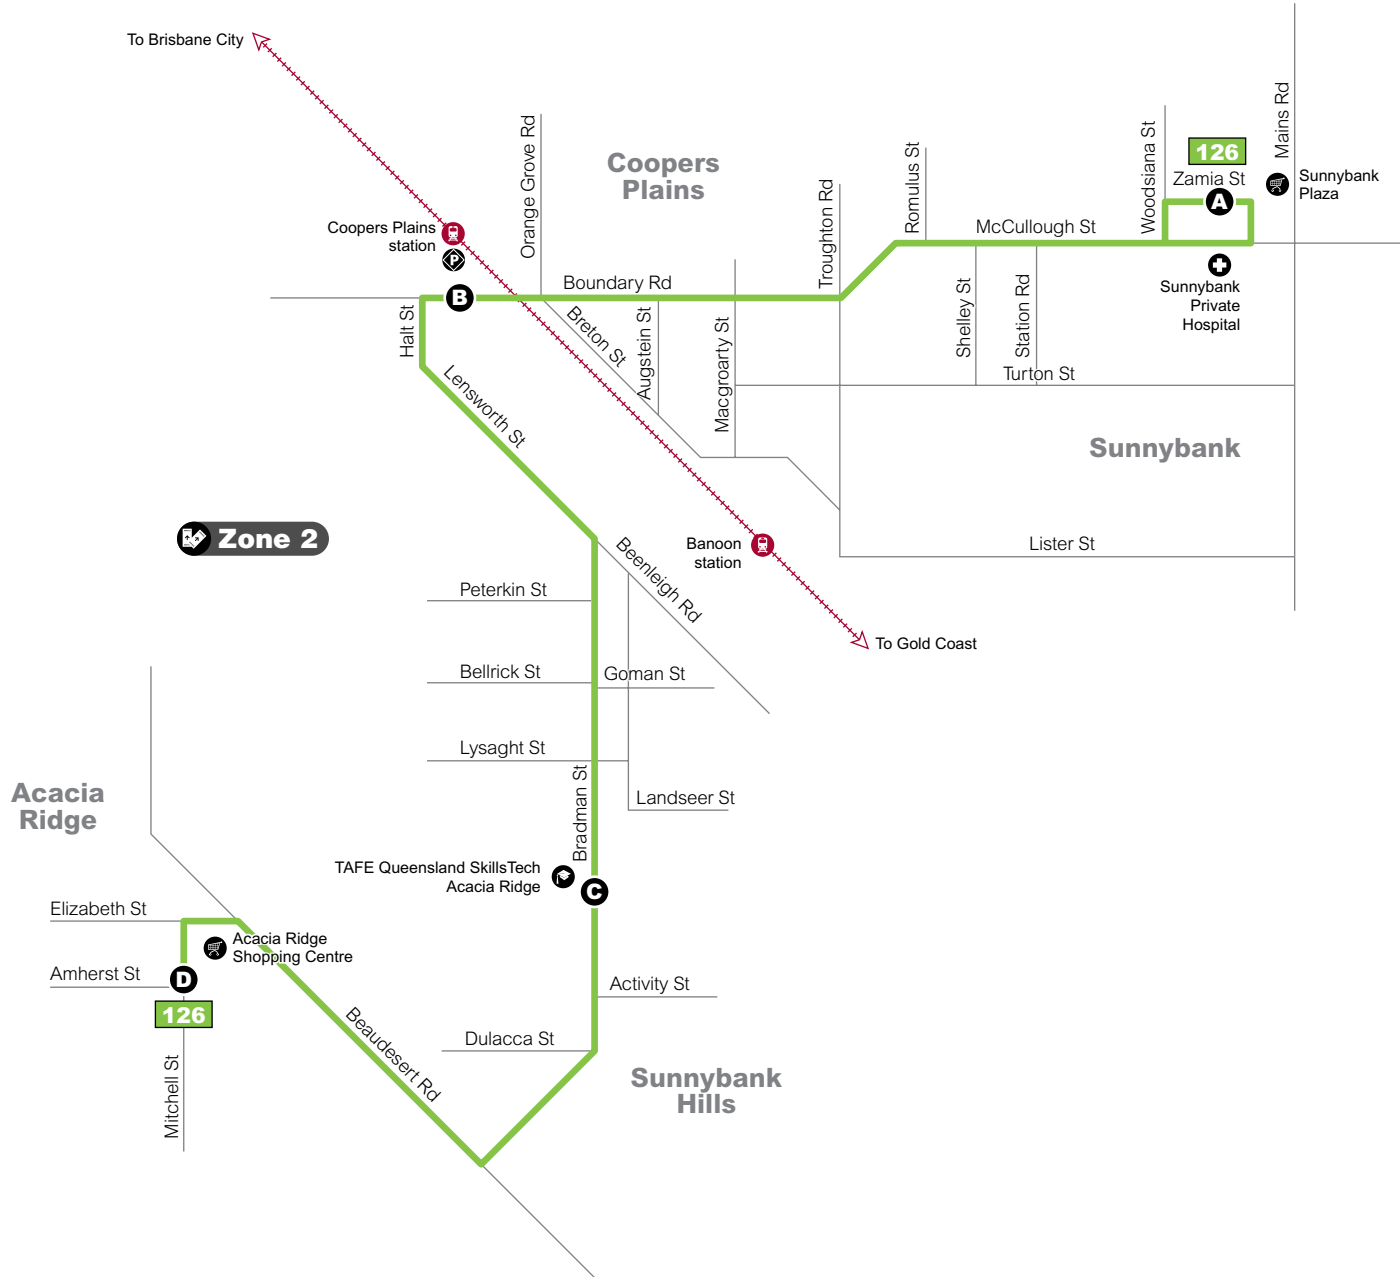 To Brisbane City
Orange Grove Rd
Coopers
Plains
Troughton Rd
Romulus St
Woodsiana St
126
Zamia St
A
Mains Rd
Sunnybank
Plaza
Coopers Plains
station
P
McCullough St
B
Boundary Rd
Sunnybank
Private
Hospital
Halt St
Breton St
Augstein St
Macgroarty St
Shelley St
Station Rd
Turton St
Lensworth St
Sunnybank
Zone 2
Banoon
station
Lister St
Beenleigh Rd
Peterkin St
To Gold Coast
Bellrick St
Goman St
Lysaght St
Bradman St
Landseer St
Acacia
Ridge
TAFE Queensland SkillsTech
Acacia Ridge
C
Elizabeth St
Acacia Ridge
Shopping Centre
Amherst St
D
126
Activity St
Beaudesert Rd
Dulacca St
Mitchell St
Sunnybank
Hills